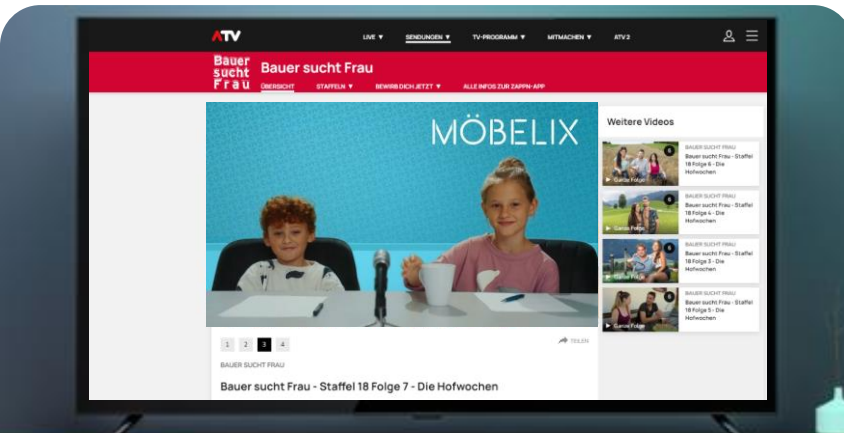 ATV
LIVE ▼ SENDUNGEN ▼ TV-PROGRAMM ▼ MITMACHEN ▼ ATV 2
Bauer
sucht
Frau
Bauer sucht Frau
ÜBERSICHT STAFFELN ▼ BEWIRB DICH JETZT ▼ ALLE INFOS ZUR ZAPPN-APP
MÖBELIX
Weitere Videos
BAUER SUCHT FRAU
Bauer sucht Frau - Staffel
18 Folge 6 - Die
Hofwochen
6
Ganze Folge
BAUER SUCHT FRAU
Bauer sucht Frau - Staffel
18 Folge 4 - Die
Hofwochen
6
Ganze Folge
BAUER SUCHT FRAU
Bauer sucht Frau - Staffel
18 Folge 3 - Die
Hofwochen
6
Ganze Folge
BAUER SUCHT FRAU
Bauer sucht Frau - Staffel
18 Folge 5 - Die
Hofwochen
6
Ganze Folge
1 2 3 4
TEILEN
BAUER SUCHT FRAU
Bauer sucht Frau - Staffel 18 Folge 7 - Die Hofwochen